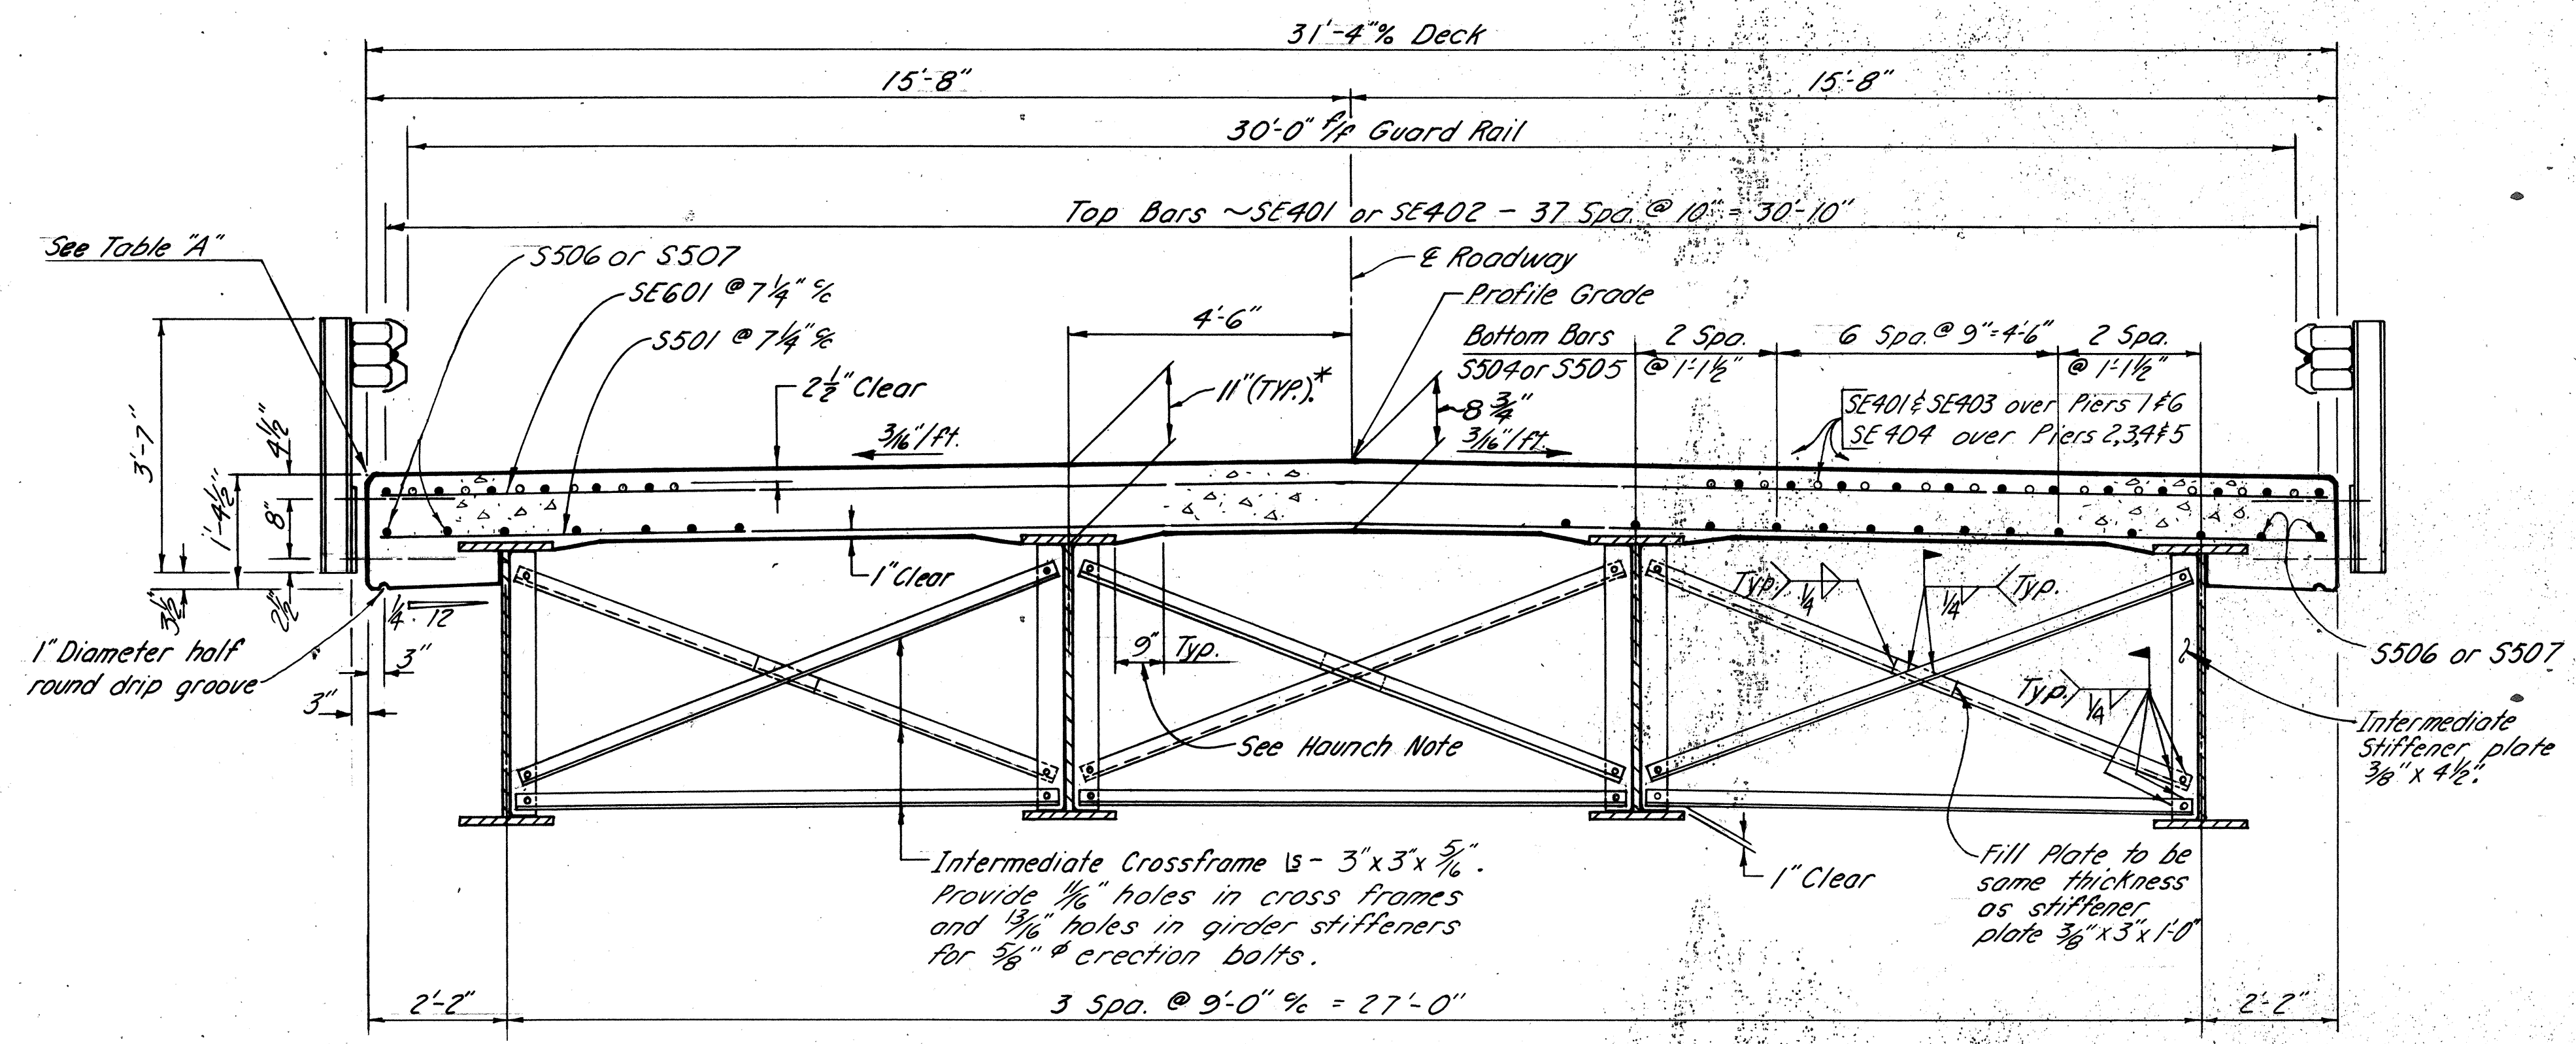 31'-4" % Deck
15'-8"
15'-8"
30'-0" f/f Guard Rail
Top Bars ~SE401 or SE402 - 37 Spa. @ 10" = 30'-10"
See Table "A"
S506 or S507
SE601 @ 7 1/4" c/c
S501 @ 7 1/4" c/c
℄ Roadway
Profile Grade
4'-6"
Bottom Bars
S504 or S505
2 Spa.
@ 1'-1 1/2"
6 Spa. @ 9" = 4'-6"
2 Spa.
@ 1'-1 1/2"
2 1/2" Clear
11" (TYP.)*
8 3/4"
SE401 & SE403 over Piers 1 & 6
SE404 over Piers 2,3,4 & 5
3/16"/ft.
3/16"/ft.
3'-7"
4 1/2"
1'-4 1/2"
8"
3 1/2"
2 1/2"
1/4 · 12
1" Clear
1" Diameter half
round drip groove
3"
3"
9" Typ.
See Haunch Note
Typ.
1/4
1/4
Typ.
Typ.
1/4
S506 or S507
Intermediate
Stiffener plate
3/8" x 4 1/2".
Intermediate Crossframe Ls - 3" x 3" x 5/16".
Provide 11/16" holes in cross frames
and 13/16" holes in girder stiffeners
for 5/8" ϕ erection bolts.
1" Clear
Fill Plate to be
same thickness
as stiffener
plate 3/8" x 3" x 1'-0"
2'-2"
3 Spa. @ 9'-0" c/c = 27'-0"
2'-2"